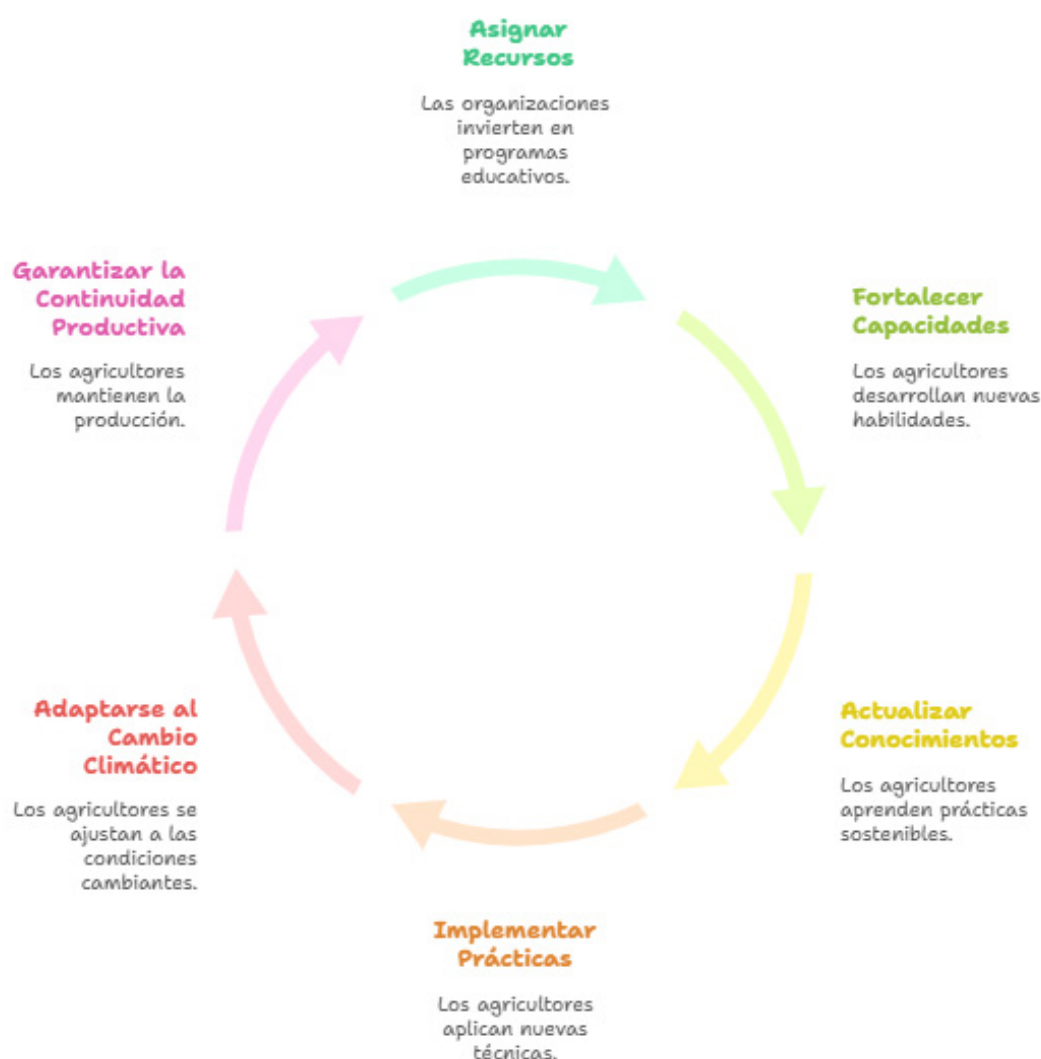 Asignar
Recursos
Las organizaciones
invierten en
programas
educativos.
Fortalecer
Capacidades
Los agricultores
desarrollan nuevas
habilidades.
Actualizar
Conocimientos
Los agricultores
aprenden prácticas
sostenibles.
Implementar
Prácticas
Los agricultores
aplican nuevas
técnicas.
Adaptarse al
Cambio
Climático
Los agricultores se
ajustan a las
condiciones
cambiantes.
Garantizar la
Continuidad
Productiva
Los agricultores
mantienen la
producción.